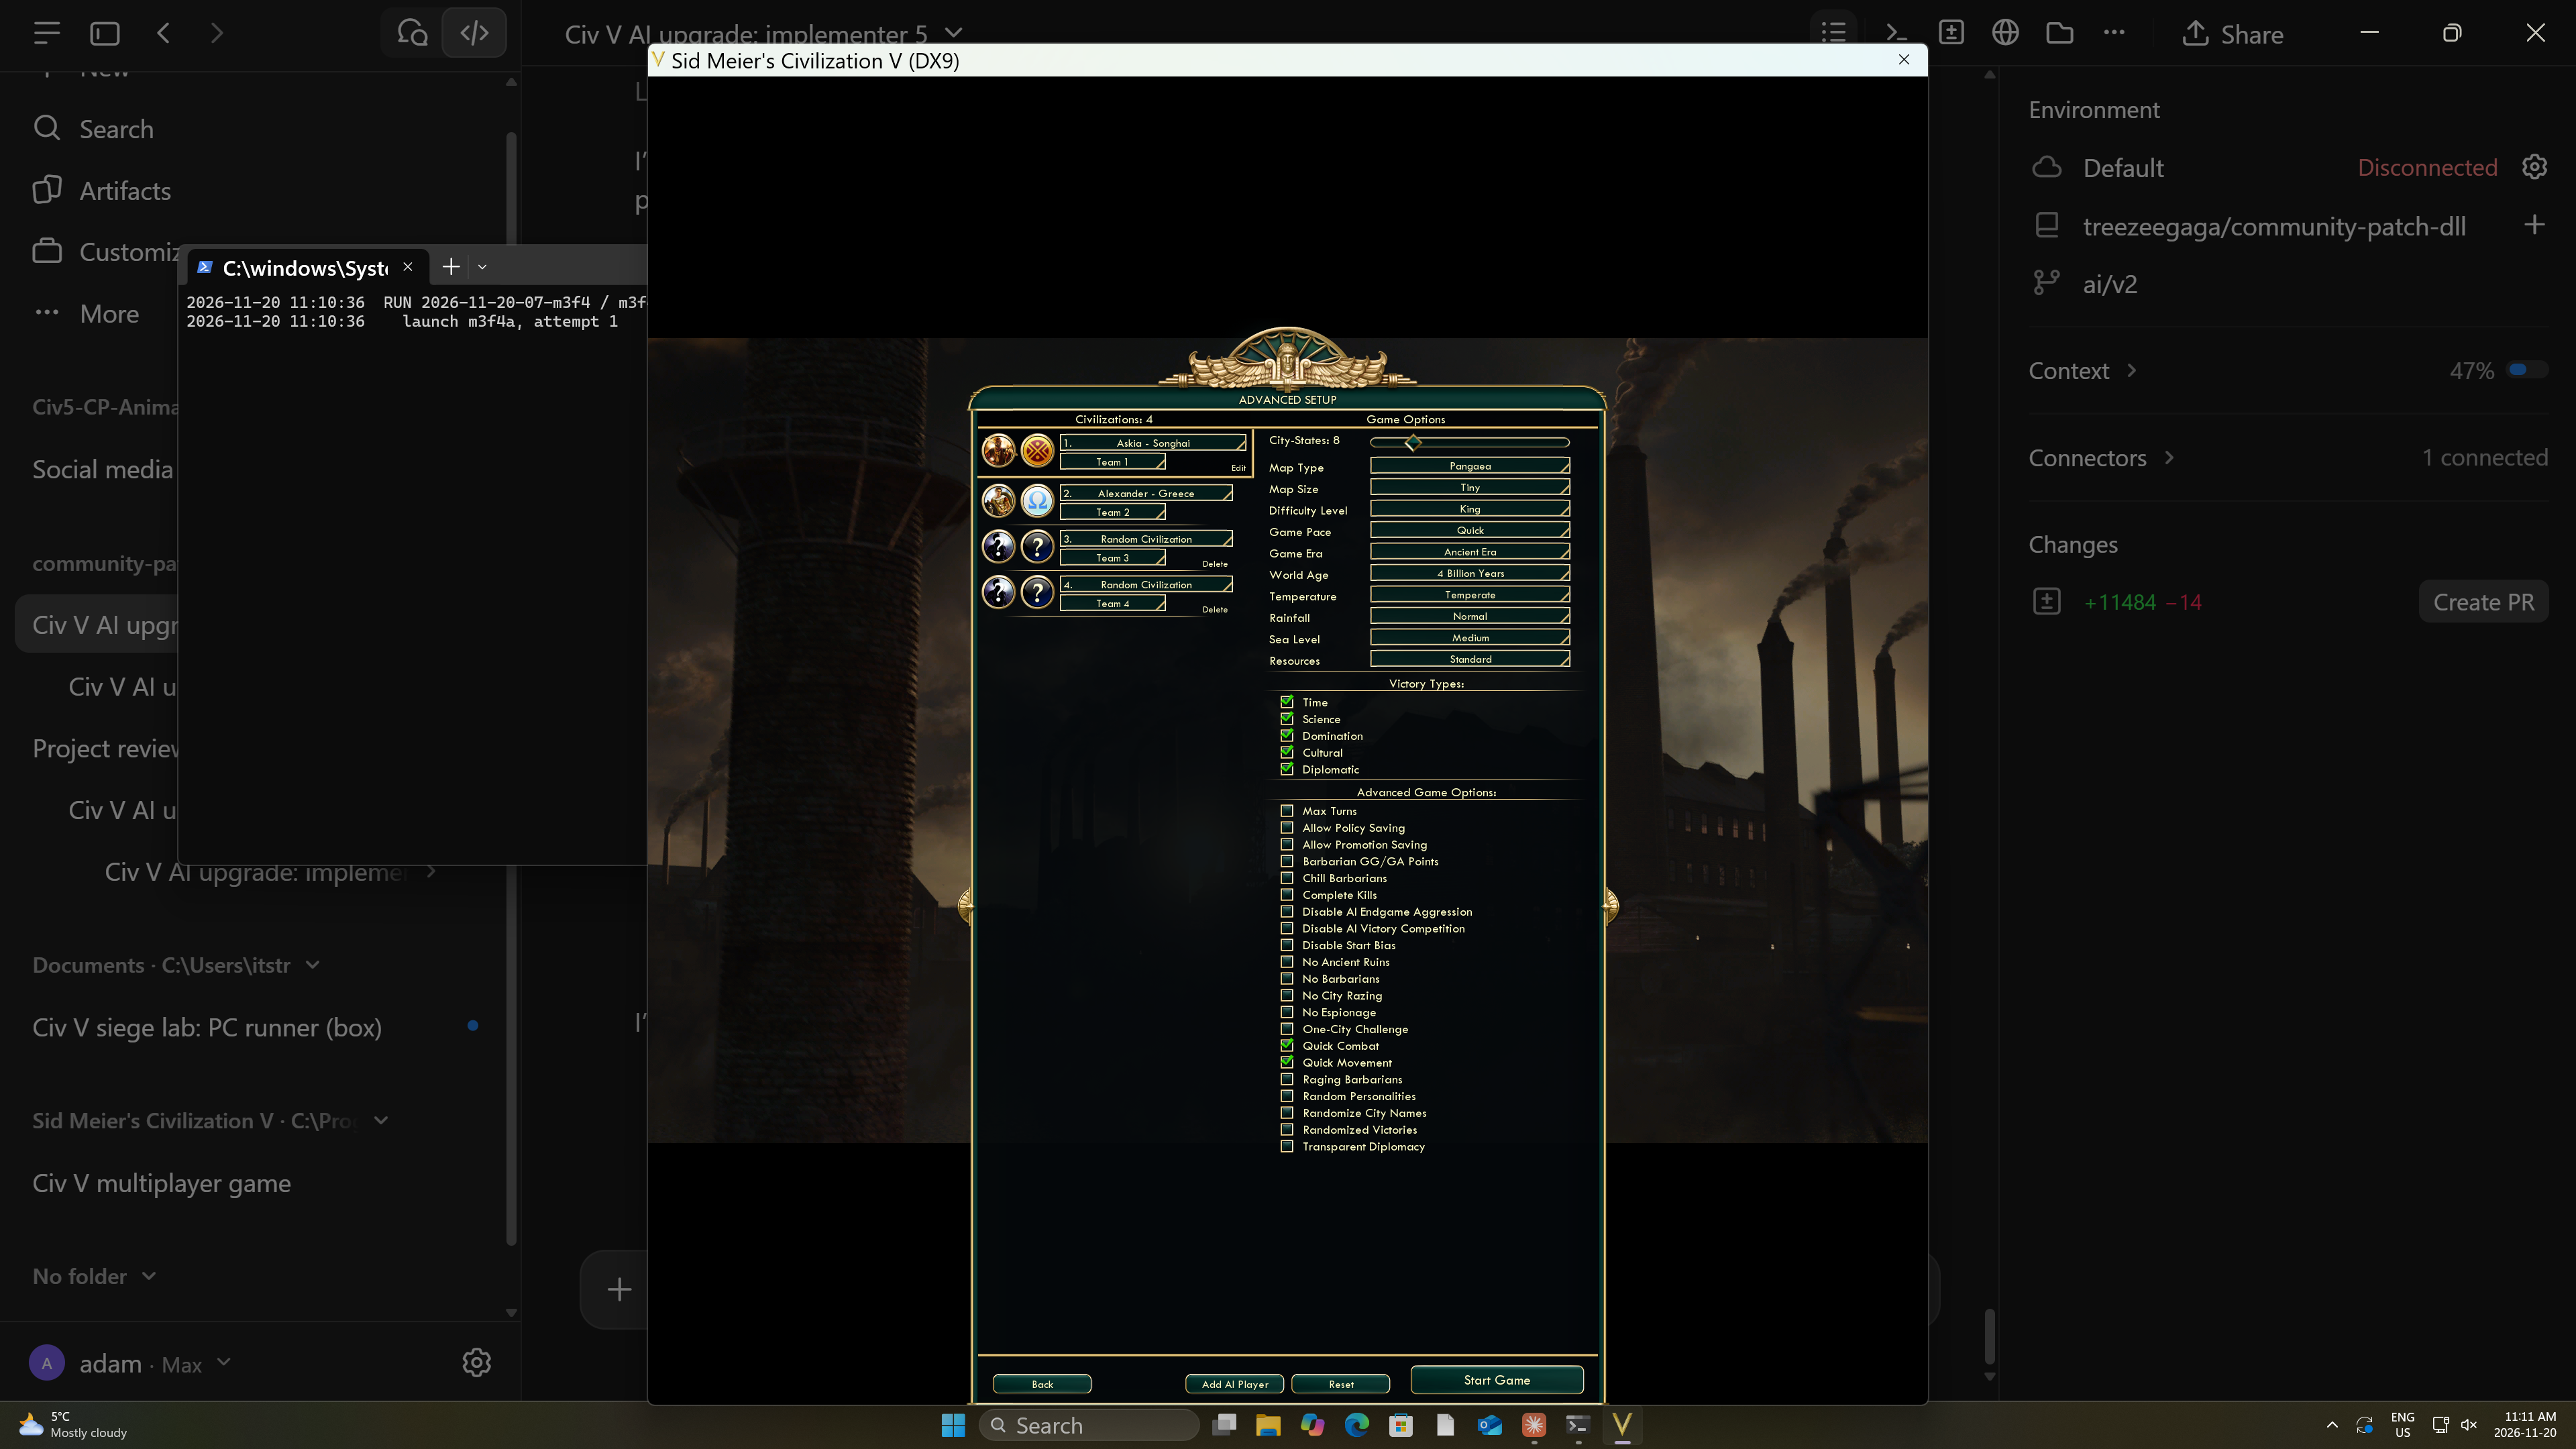 Civ V AI upgrade: implementer 5
Share
New
Search
Artifacts
Customiz
More
Civ5-CP-Anima
Social media
community-pa
Civ V AI upgr
Civ V AI u
Project review
Civ V AI u
Civ V AI upgrade: implemer
Documents · C:\Users\itstr
Civ V siege lab: PC runner (box)
Sid Meier's Civilization V · C:\Prog
Civ V multiplayer game
No folder
A
adam · Max
C:\windows\Syste
2026-11-20 11:10:36 RUN 2026-11-20-07-m3f4 / m3f
2026-11-20 11:10:36 launch m3f4a, attempt 1
Sid Meier's Civilization V (DX9)
ADVANCED SETUP
Civilizations: 4
1. Askia - Songhai
Team 1
Edit
2. Alexander - Greece
Team 2
3. Random Civilization
Team 3
Delete
4. Random Civilization
Team 4
Delete
Game Options
City-States: 8
Map Type Pangaea
Map Size Tiny
Difficulty Level King
Game Pace Quick
Game Era Ancient Era
World Age 4 Billion Years
Temperature Temperate
Rainfall Normal
Sea Level Medium
Resources Standard
Victory Types:
Time
Science
Domination
Cultural
Diplomatic
Advanced Game Options:
Max Turns
Allow Policy Saving
Allow Promotion Saving
Barbarian GG/GA Points
Chill Barbarians
Complete Kills
Disable AI Endgame Aggression
Disable AI Victory Competition
Disable Start Bias
No Ancient Ruins
No Barbarians
No City Razing
No Espionage
One-City Challenge
Quick Combat
Quick Movement
Raging Barbarians
Random Personalities
Randomize City Names
Randomized Victories
Transparent Diplomacy
Back
Add AI Player
Reset
Start Game
Environment
Default Disconnected
treezeegaga/community-patch-dll
ai/v2
Context 47%
Connectors 1 connected
Changes
+11484 −14 Create PR
5°C
Mostly cloudy
Search
ENG
US
11:11 AM
2026-11-20